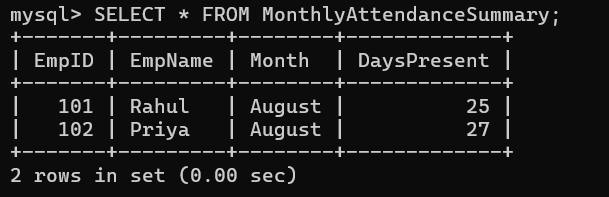 mysql> SELECT * FROM MonthlyAttendanceSummary;
+-------+---------+--------+-------------+
| EmpID | EmpName | Month  | DaysPresent |
+-------+---------+--------+-------------+
|   101 | Rahul   | August |          25 |
|   102 | Priya   | August |          27 |
+-------+---------+--------+-------------+
2 rows in set (0.00 sec)